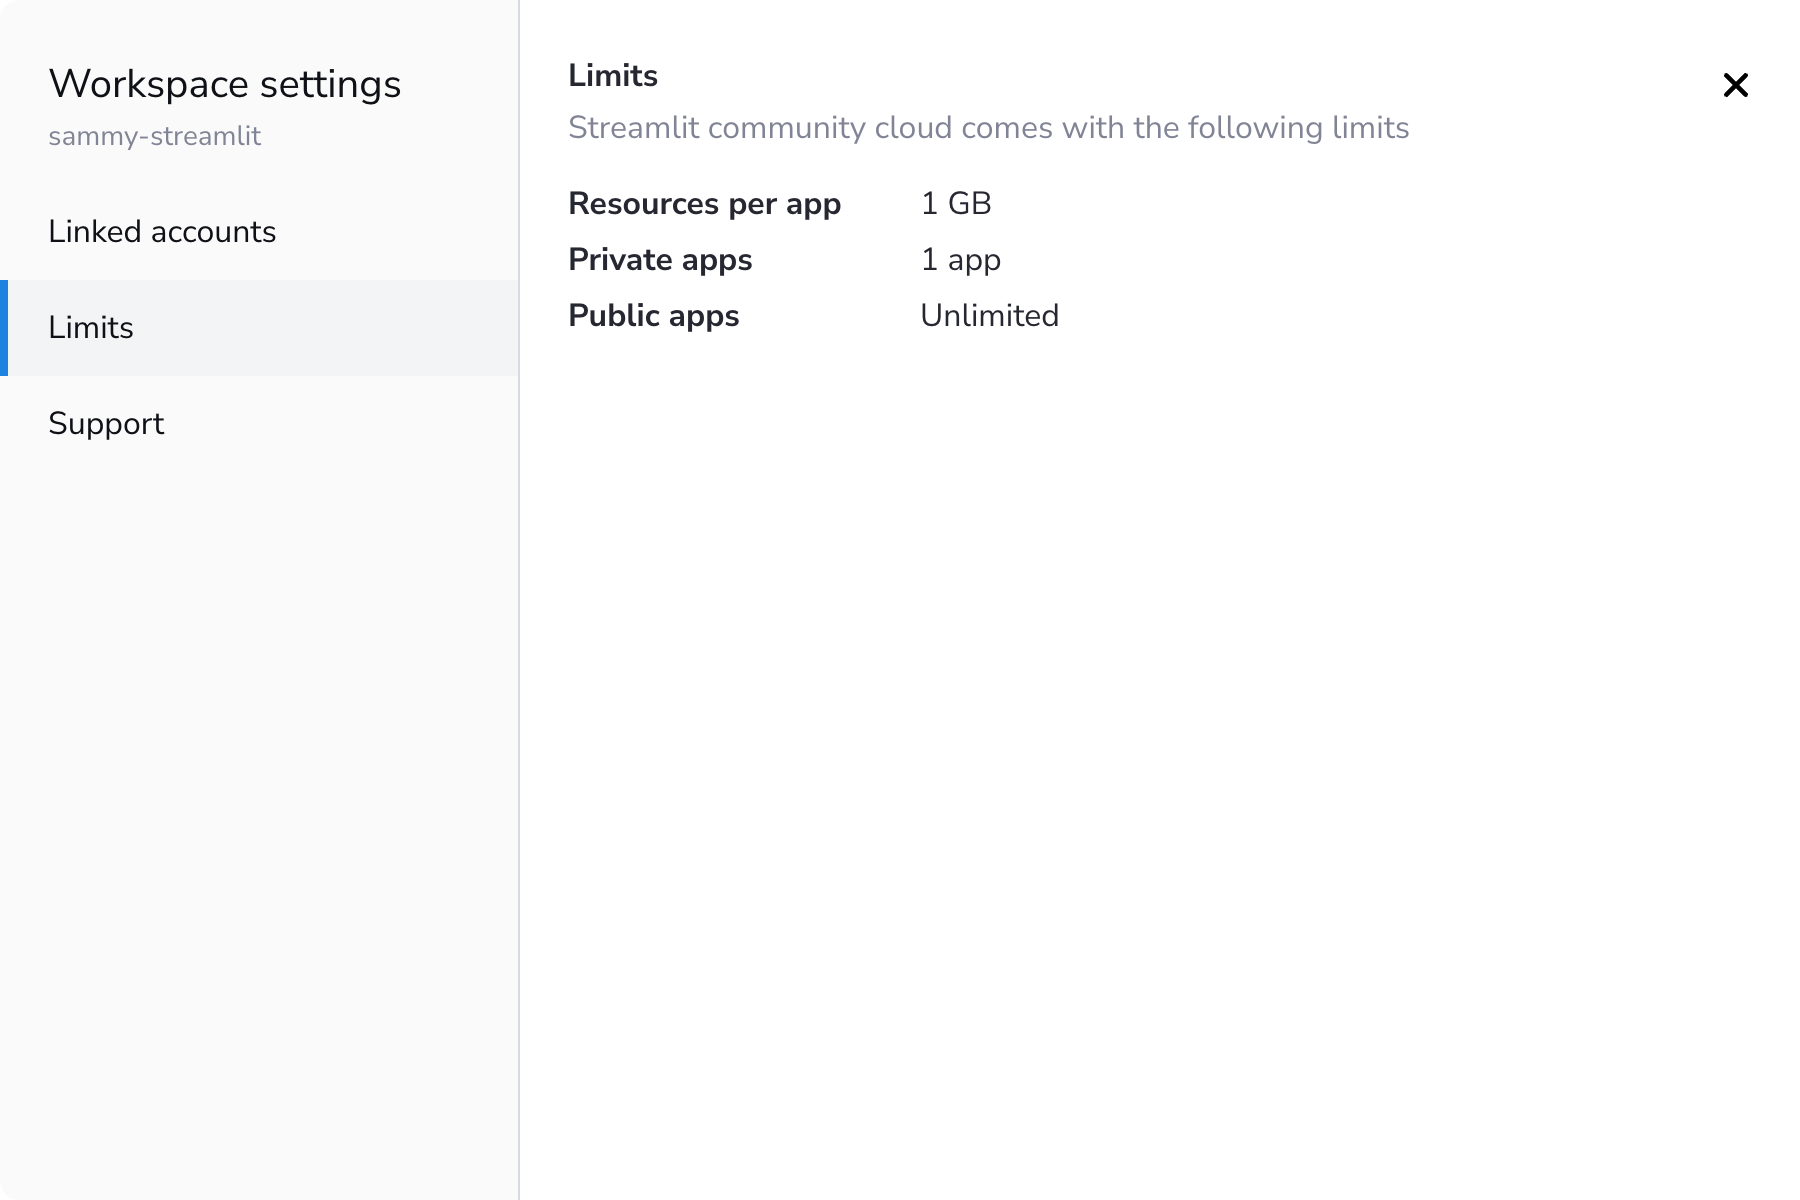 Workspace settings
sammy-streamlit
Linked accounts
Limits
Support
Limits
Streamlit community cloud comes with the following limits
Resources per app 1 GB
Private apps 1 app
Public apps Unlimited